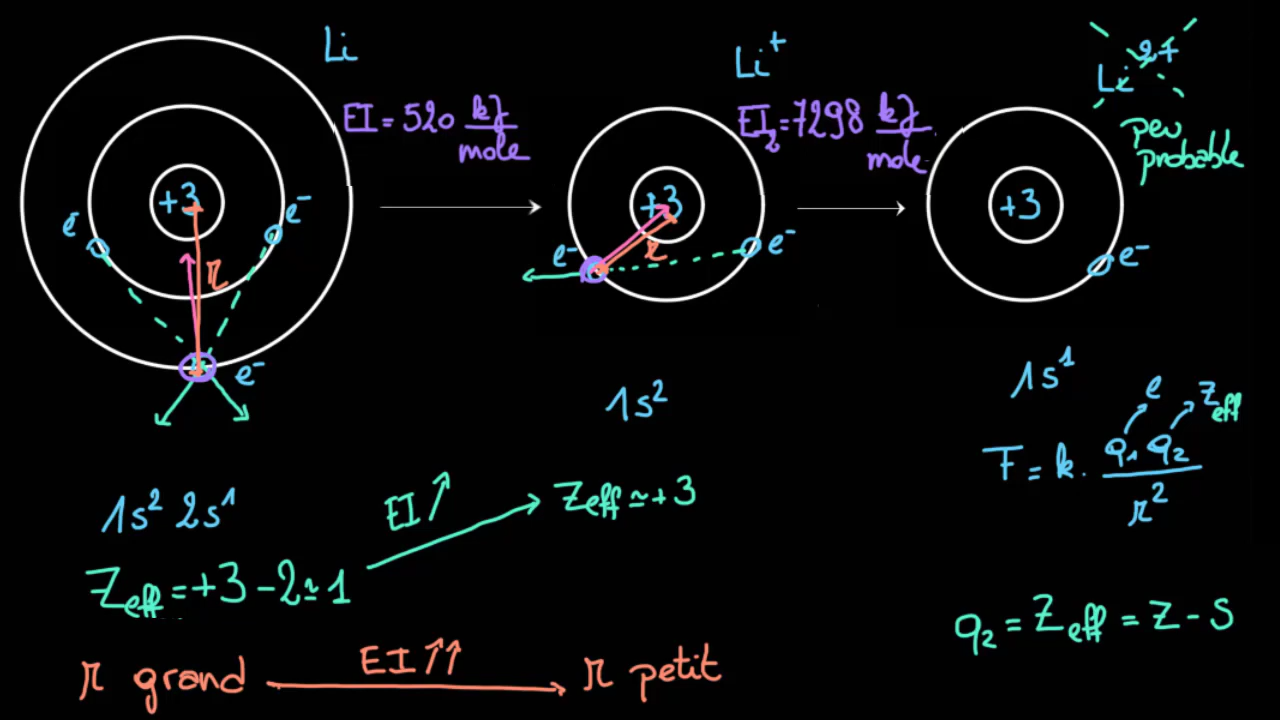 Li
EI = 520 kJ/mole
+3
e⁻
e⁻
r
e⁻
1s² 2s¹
Zeff = +3 - 2 ≃ 1
Li⁺
EI₂ = 7298 kJ/mole
+3
e⁻
r
e⁻
1s²
EI ↗
Zeff ≃ +3
Li²⁺
peu
probable
+3
e⁻
1s¹
e
Zeff
F = k · q₁ q₂ / r²
q₂ = Zeff = Z - S
r grand
EI ↗↗
r petit